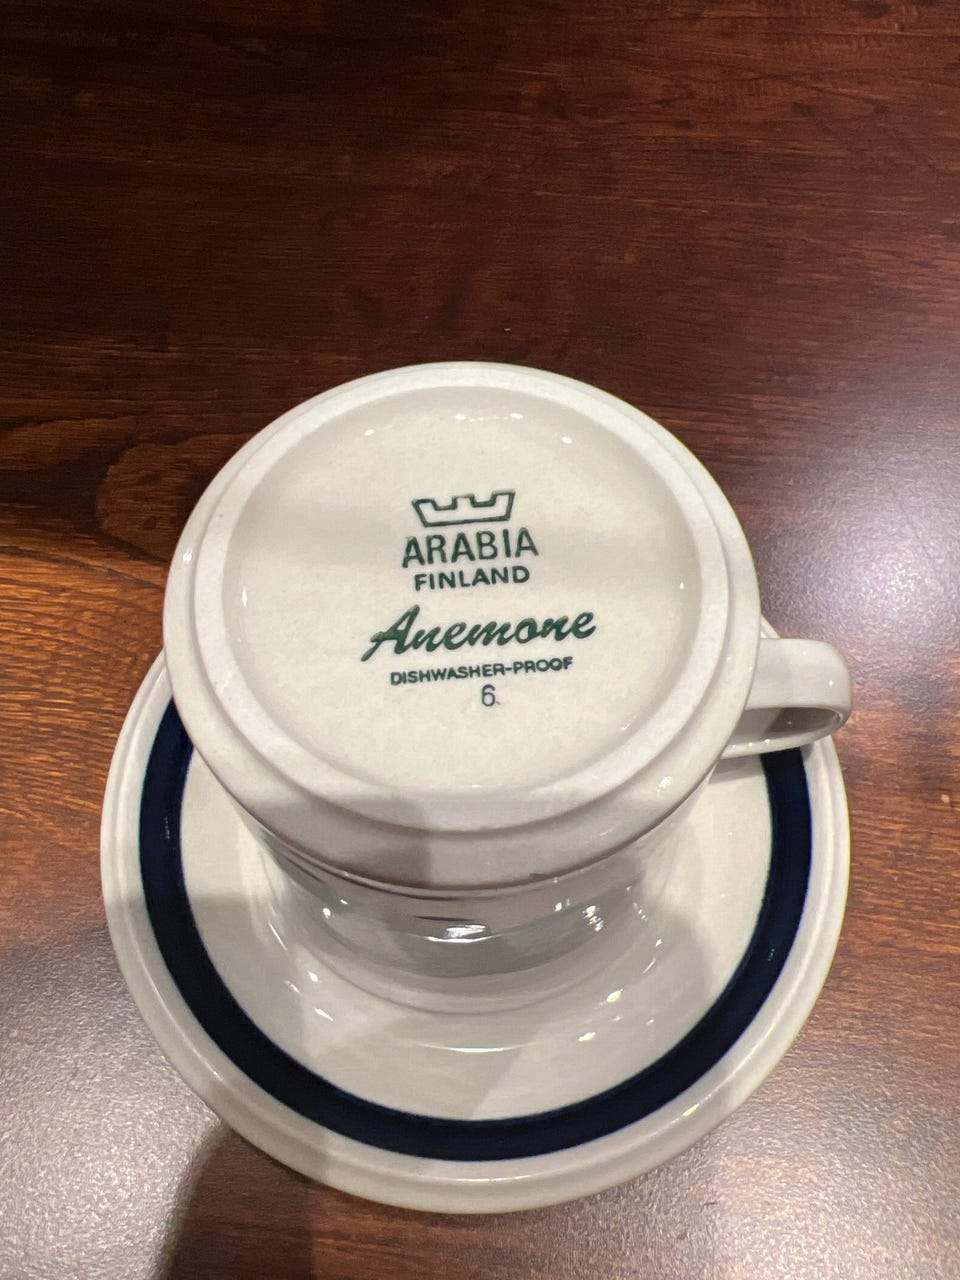 ARABIA
FINLAND
Anemone
DISHWASHER-PROOF
6